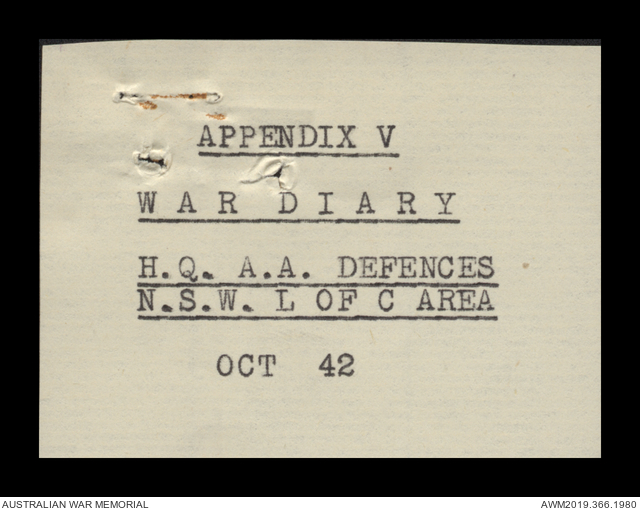 APPENDIX V
WAR DIARY
H.Q. A.A. DEFENCES
N.S.W. L OF C AREA
OCT 42
AUSTRALIAN WAR MEMORIAL
AWM2019.366.1980